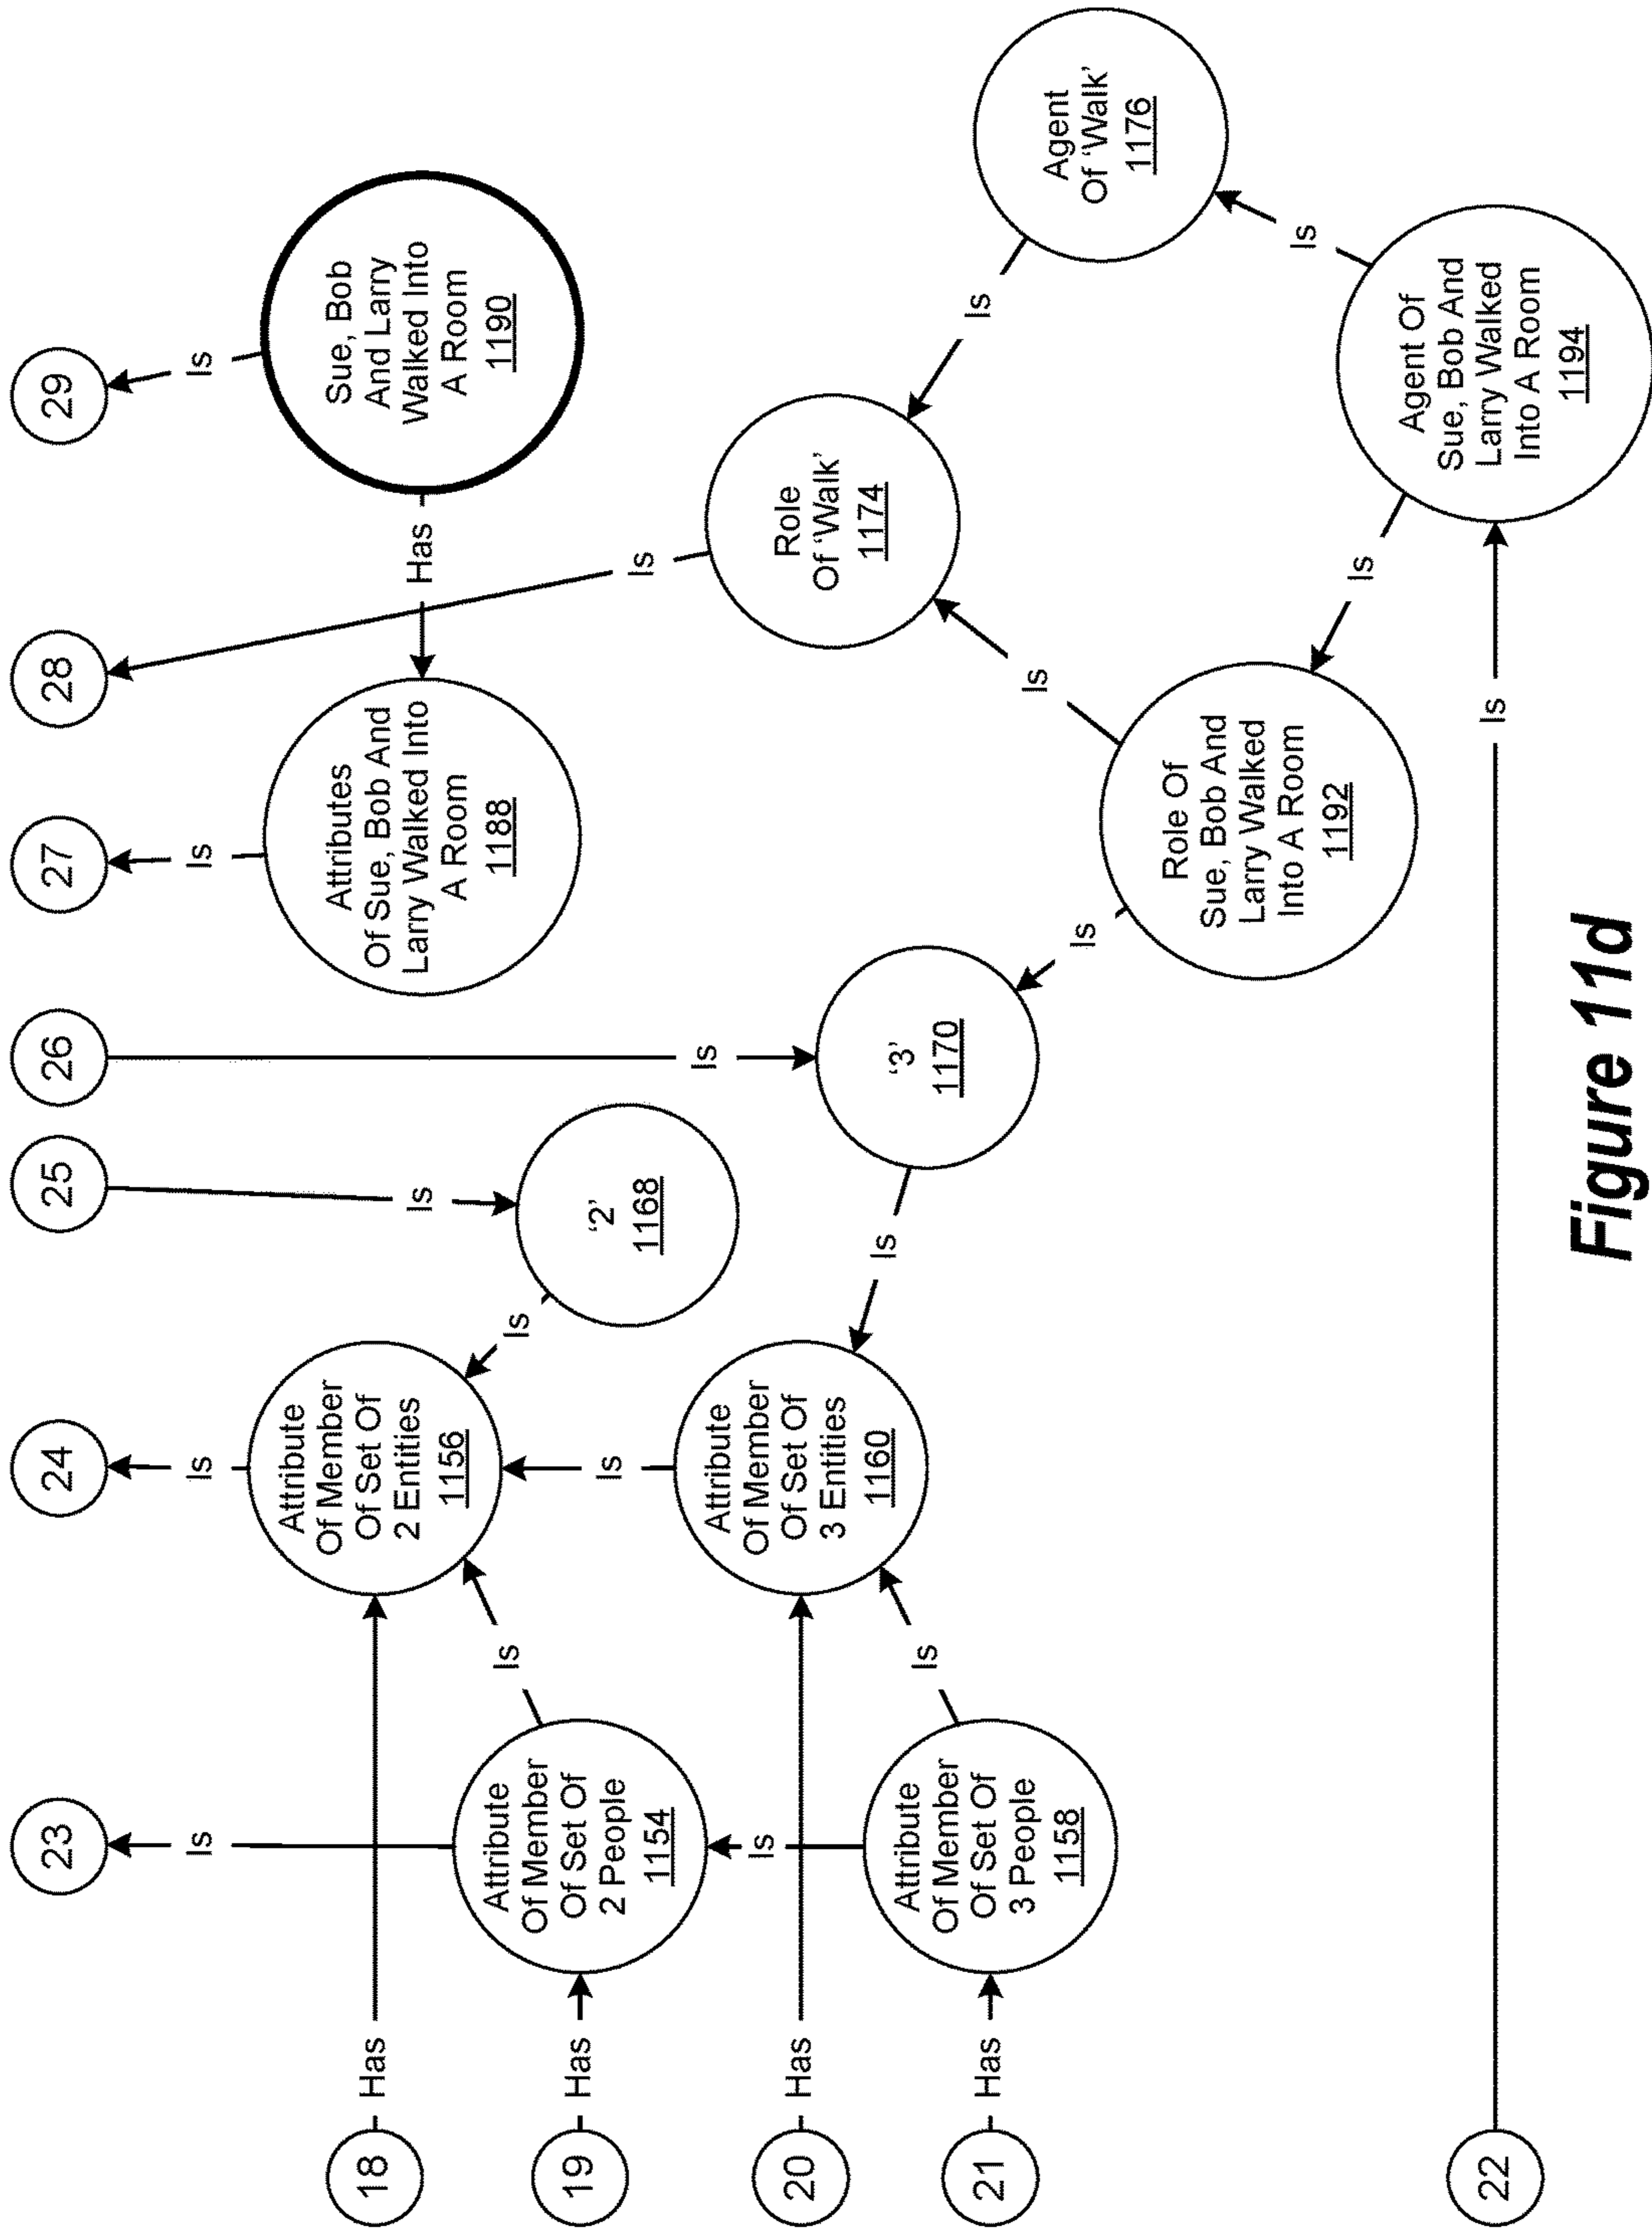 23
24
25
26
27
28
29
Is
Is
Is
Is
Is
Is
Is
18
Has
19
Has
20
Has
21
Has
22
Is
Attribute
Of Member
Of Set Of
2 Entities
1156
Attributes
Of Sue, Bob And
Larry Walked Into
A Room
1188
Has
Sue, Bob
And Larry
Walked Into
A Room
1190
Is
Is
Attribute
Of Member
Of Set Of
2 People
1154
'2'
1168
Is
Is
Attribute
Of Member
Of Set Of
3 Entities
1160
Is
'3'
1170
Role
Of 'Walk'
1174
Is
Is
Attribute
Of Member
Of Set Of
3 People
1158
Is
Is
Agent
Of 'Walk'
1176
Role Of
Sue, Bob And
Larry Walked
Into A Room
1192
Is
Is
Agent Of
Sue, Bob And
Larry Walked
Into A Room
1194
Figure 11d